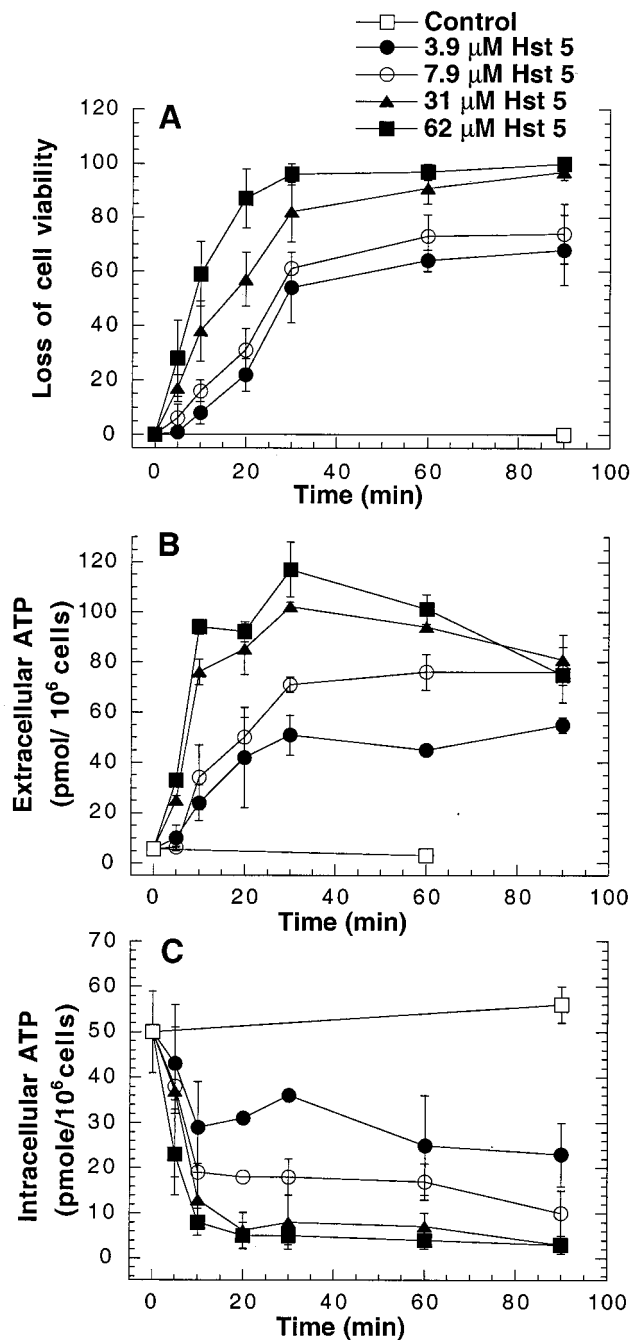 Control
3.9 µM Hst 5
7.9 µM Hst 5
31 µM Hst 5
62 µM Hst 5
A
120
100
80
60
40
20
0
Loss of cell viability
0 20 40 60 80 100
Time (min)
B
120
100
80
60
40
20
0
Extracellular ATP
(pmol/ 10⁶ cells)
0 20 40 60 80 100
Time (min)
C
70
60
50
40
30
20
10
0
Intracellular ATP
(pmole/10⁶cells)
0 20 40 60 80 100
Time (min)